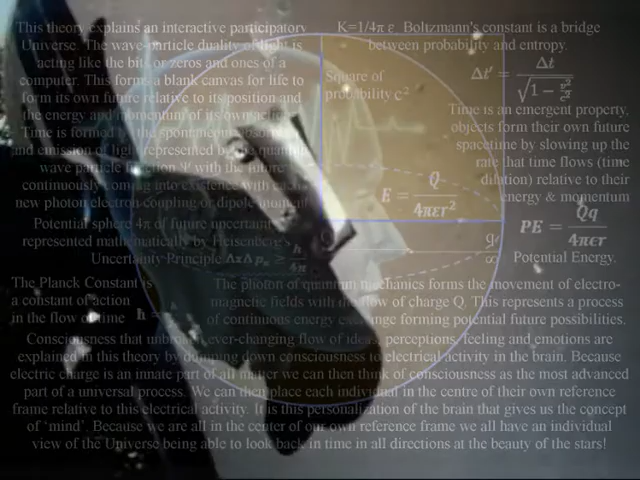 This theory explains an interactive participatory
Universe. The wave particle duality of light is
acting like the bits or zeros and ones of a
computer. This forms a blank canvas for life to
form its own future relative to its position and
the energy and momentum of its own actions.
Time is formed by the spontaneous absorption
and emission of light represented by the quantum
wave particle function Ψ with the future
continuously coming into existence with each
new photon electron coupling or dipole moment.
Potential sphere 4π of future uncertainty
represented mathematically by Heisenberg's
Uncertainty Principle ΔxΔpₓ ≥ h/4π
K=1/4π ε Boltzmann's constant is a bridge
between probability and entropy.
Δt' = Δt / √(1 − v²/c²)
Square of
probability c²
Time is an emergent property,
objects form their own future
spacetime by slowing up the
rate that time flows (time
dilation) relative to their
energy & momentum
E = Q / 4πεr²
PE = Qq / 4πεr
Potential Energy.
∞
The Planck Constant is
a constant of action
in the flow of time h =
The photon of quantum mechanics forms the movement of electro-
magnetic fields with the flow of charge Q. This represents a process
of continuous energy exchange forming potential future possibilities.
Consciousness that unbroken ever-changing flow of ideas, perceptions, feeling and emotions are
explained in this theory by dumming down consciousness to electrical activity in the brain. Because
electric charge is an innate part of all matter we can then think of consciousness as the most advanced
part of a universal process. We can then place each individual in the centre of their own reference
frame relative to this electrical activity. It is this personalization of the brain that gives us the concept
of 'mind'. Because we are all in the center of our own reference frame we all have an individual
view of the Universe being able to look back in time in all directions at the beauty of the stars!